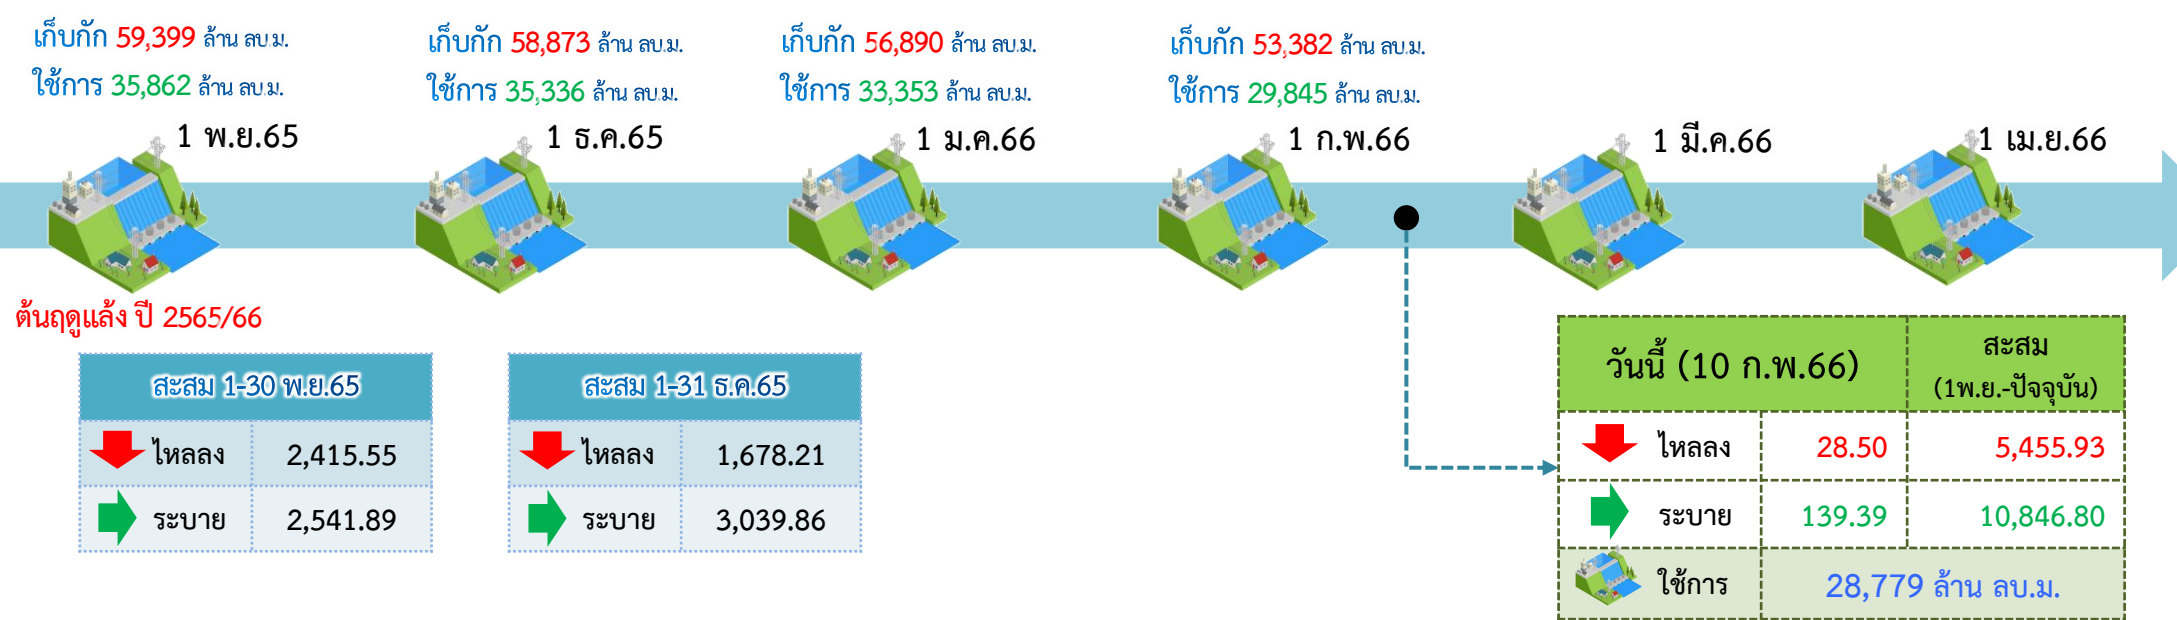 เก็บกัก 59,399 ล้าน ลบ.ม.
ใช้การ 35,862 ล้าน ลบ.ม.
1 พ.ย.65
เก็บกัก 58,873 ล้าน ลบ.ม.
ใช้การ 35,336 ล้าน ลบ.ม.
1 ธ.ค.65
เก็บกัก 56,890 ล้าน ลบ.ม.
ใช้การ 33,353 ล้าน ลบ.ม.
1 ม.ค.66
เก็บกัก 53,382 ล้าน ลบ.ม.
ใช้การ 29,845 ล้าน ลบ.ม.
1 ก.พ.66
1 มี.ค.66
1 เม.ย.66
ต้นฤดูแล้ง ปี 2565/66
สะสม 1-30 พ.ย.65
ไหลลง 2,415.55
ระบาย 2,541.89
สะสม 1-31 ธ.ค.65
ไหลลง 1,678.21
ระบาย 3,039.86
วันนี้ (10 ก.พ.66)
สะสม
(1พ.ย.-ปัจจุบัน)
ไหลลง 28.50 5,455.93
ระบาย 139.39 10,846.80
ใช้การ 28,779 ล้าน ลบ.ม.